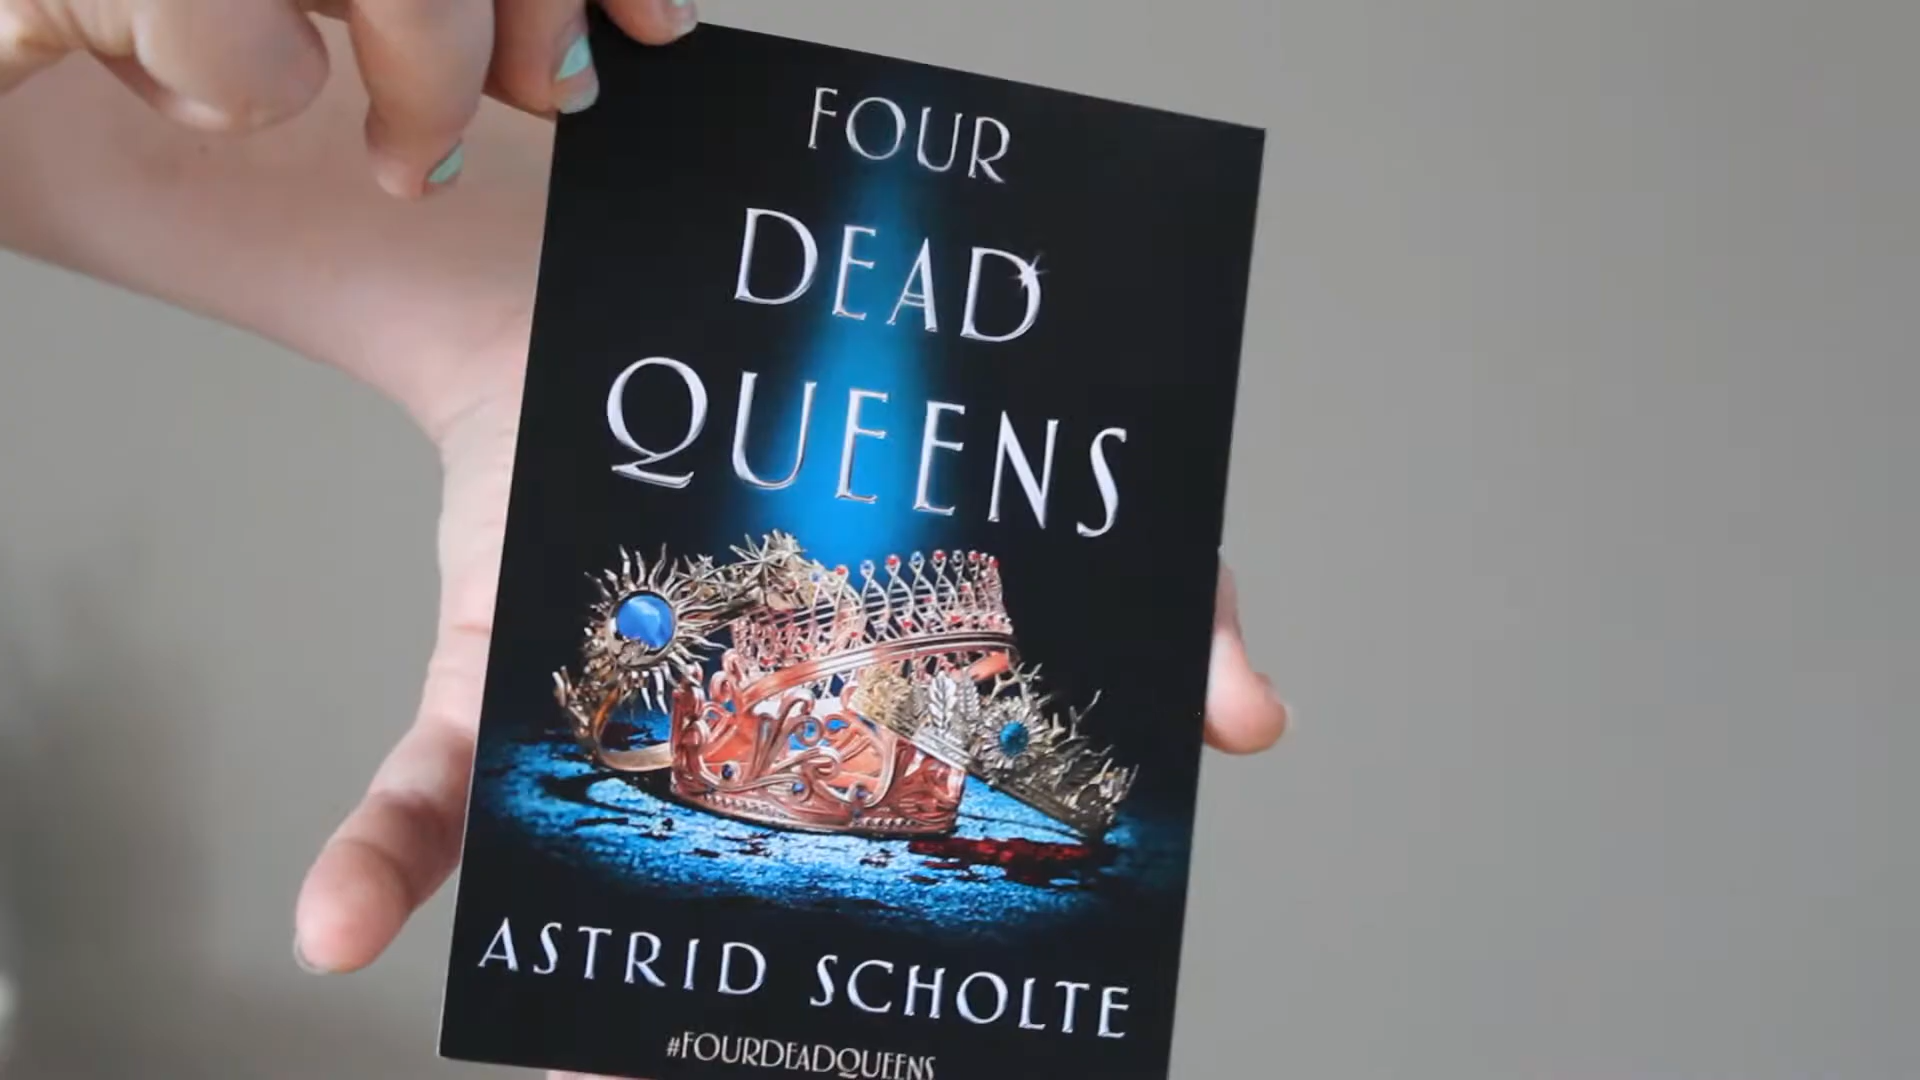 FOUR
DEAD
QUEENS
ASTRID SCHOLTE
#FOURDEADQUEENS